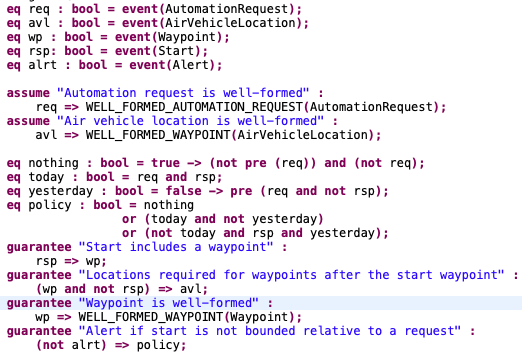 eq req : bool = event(AutomationRequest);
eq avl : bool = event(AirVehicleLocation);
eq wp : bool = event(Waypoint);
eq rsp: bool = event(Start);
eq alrt : bool = event(Alert);
assume "Automation request is well-formed" :
req => WELL_FORMED_AUTOMATION_REQUEST(AutomationRequest);
assume "Air vehicle location is well-formed" :
avl => WELL_FORMED_WAYPOINT(AirVehicleLocation);
eq nothing : bool = true -> (not pre (req)) and (not req);
eq today : bool = req and rsp;
eq yesterday : bool = false -> pre (req and not rsp);
eq policy : bool = nothing
or (today and not yesterday)
or (not today and rsp and yesterday);
guarantee "Start includes a waypoint" :
rsp => wp;
guarantee "Locations required for waypoints after the start waypoint" :
(wp and not rsp) => avl;
guarantee "Waypoint is well-formed" :
wp => WELL_FORMED_WAYPOINT(Waypoint);
guarantee "Alert if start is not bounded relative to a request" :
(not alrt) => policy;